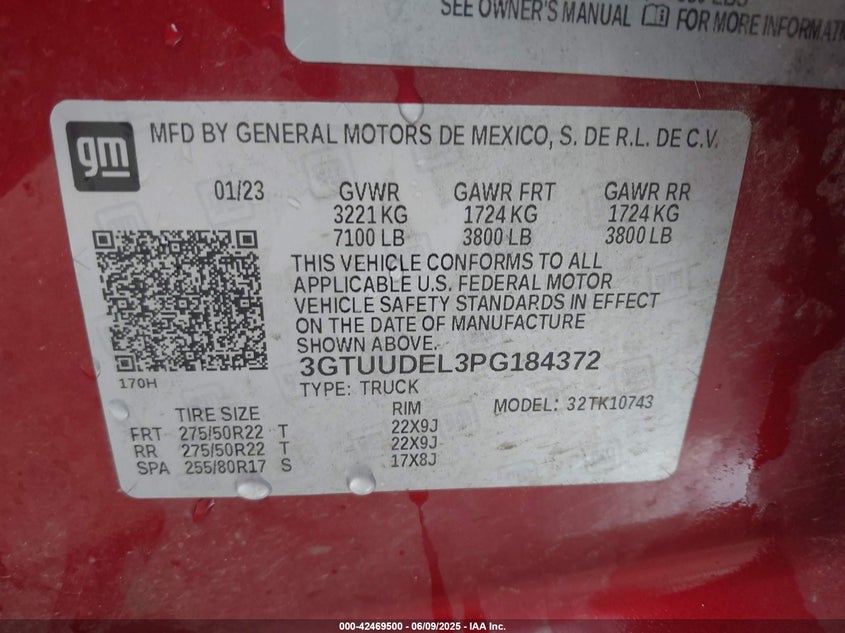 SEE OWNER'S MANUAL FOR MORE INFORMATION
gm
MFD BY GENERAL MOTORS DE MEXICO, S. DE R.L. DE C.V.
01/23 GVWR GAWR FRT GAWR RR
3221 KG 1724 KG 1724 KG
7100 LB 3800 LB 3800 LB
THIS VEHICLE CONFORMS TO ALL
APPLICABLE U.S. FEDERAL MOTOR
VEHICLE SAFETY STANDARDS IN EFFECT
ON THE DATE OF MANUFACTURE
SHOWN ABOVE.
3GTUUDEL3PG184372
170H
TYPE: TRUCK
MODEL: 32TK10743
TIRE SIZE RIM
FRT 275/50R22 T 22X9J
RR 275/50R22 T 22X9J
SPA 255/80R17 S 17X8J
000-42469500 - 06/09/2025 - IAA Inc.